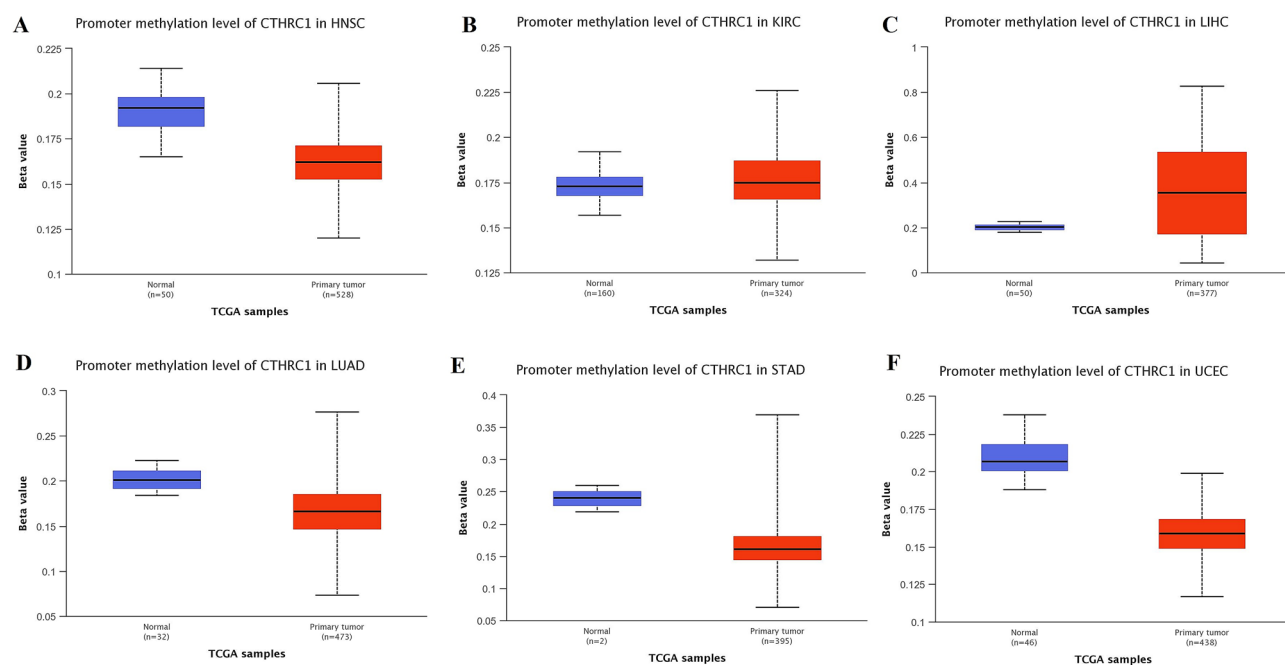 A
Promoter methylation level of CTHRC1 in HNSC
0.225
0.2
0.175
0.15
0.125
0.1
Beta value
Normal
(n=50)
Primary tumor
(n=528)
TCGA samples
B
Promoter methylation level of CTHRC1 in KIRC
0.25
0.225
0.2
0.175
0.15
0.125
Beta value
Normal
(n=160)
Primary tumor
(n=324)
TCGA samples
C
Promoter methylation level of CTHRC1 in LIHC
1
0.8
0.6
0.4
0.2
0
Beta value
Normal
(n=50)
Primary tumor
(n=377)
TCGA samples
D
Promoter methylation level of CTHRC1 in LUAD
0.3
0.25
0.2
0.15
0.1
0.05
Beta value
Normal
(n=32)
Primary tumor
(n=473)
TCGA samples
E
Promoter methylation level of CTHRC1 in STAD
0.4
0.35
0.3
0.25
0.2
0.15
0.1
0.05
Beta value
Normal
(n=2)
Primary tumor
(n=395)
TCGA samples
F
Promoter methylation level of CTHRC1 in UCEC
0.25
0.225
0.2
0.175
0.15
0.125
0.1
Beta value
Normal
(n=46)
Primary tumor
(n=438)
TCGA samples